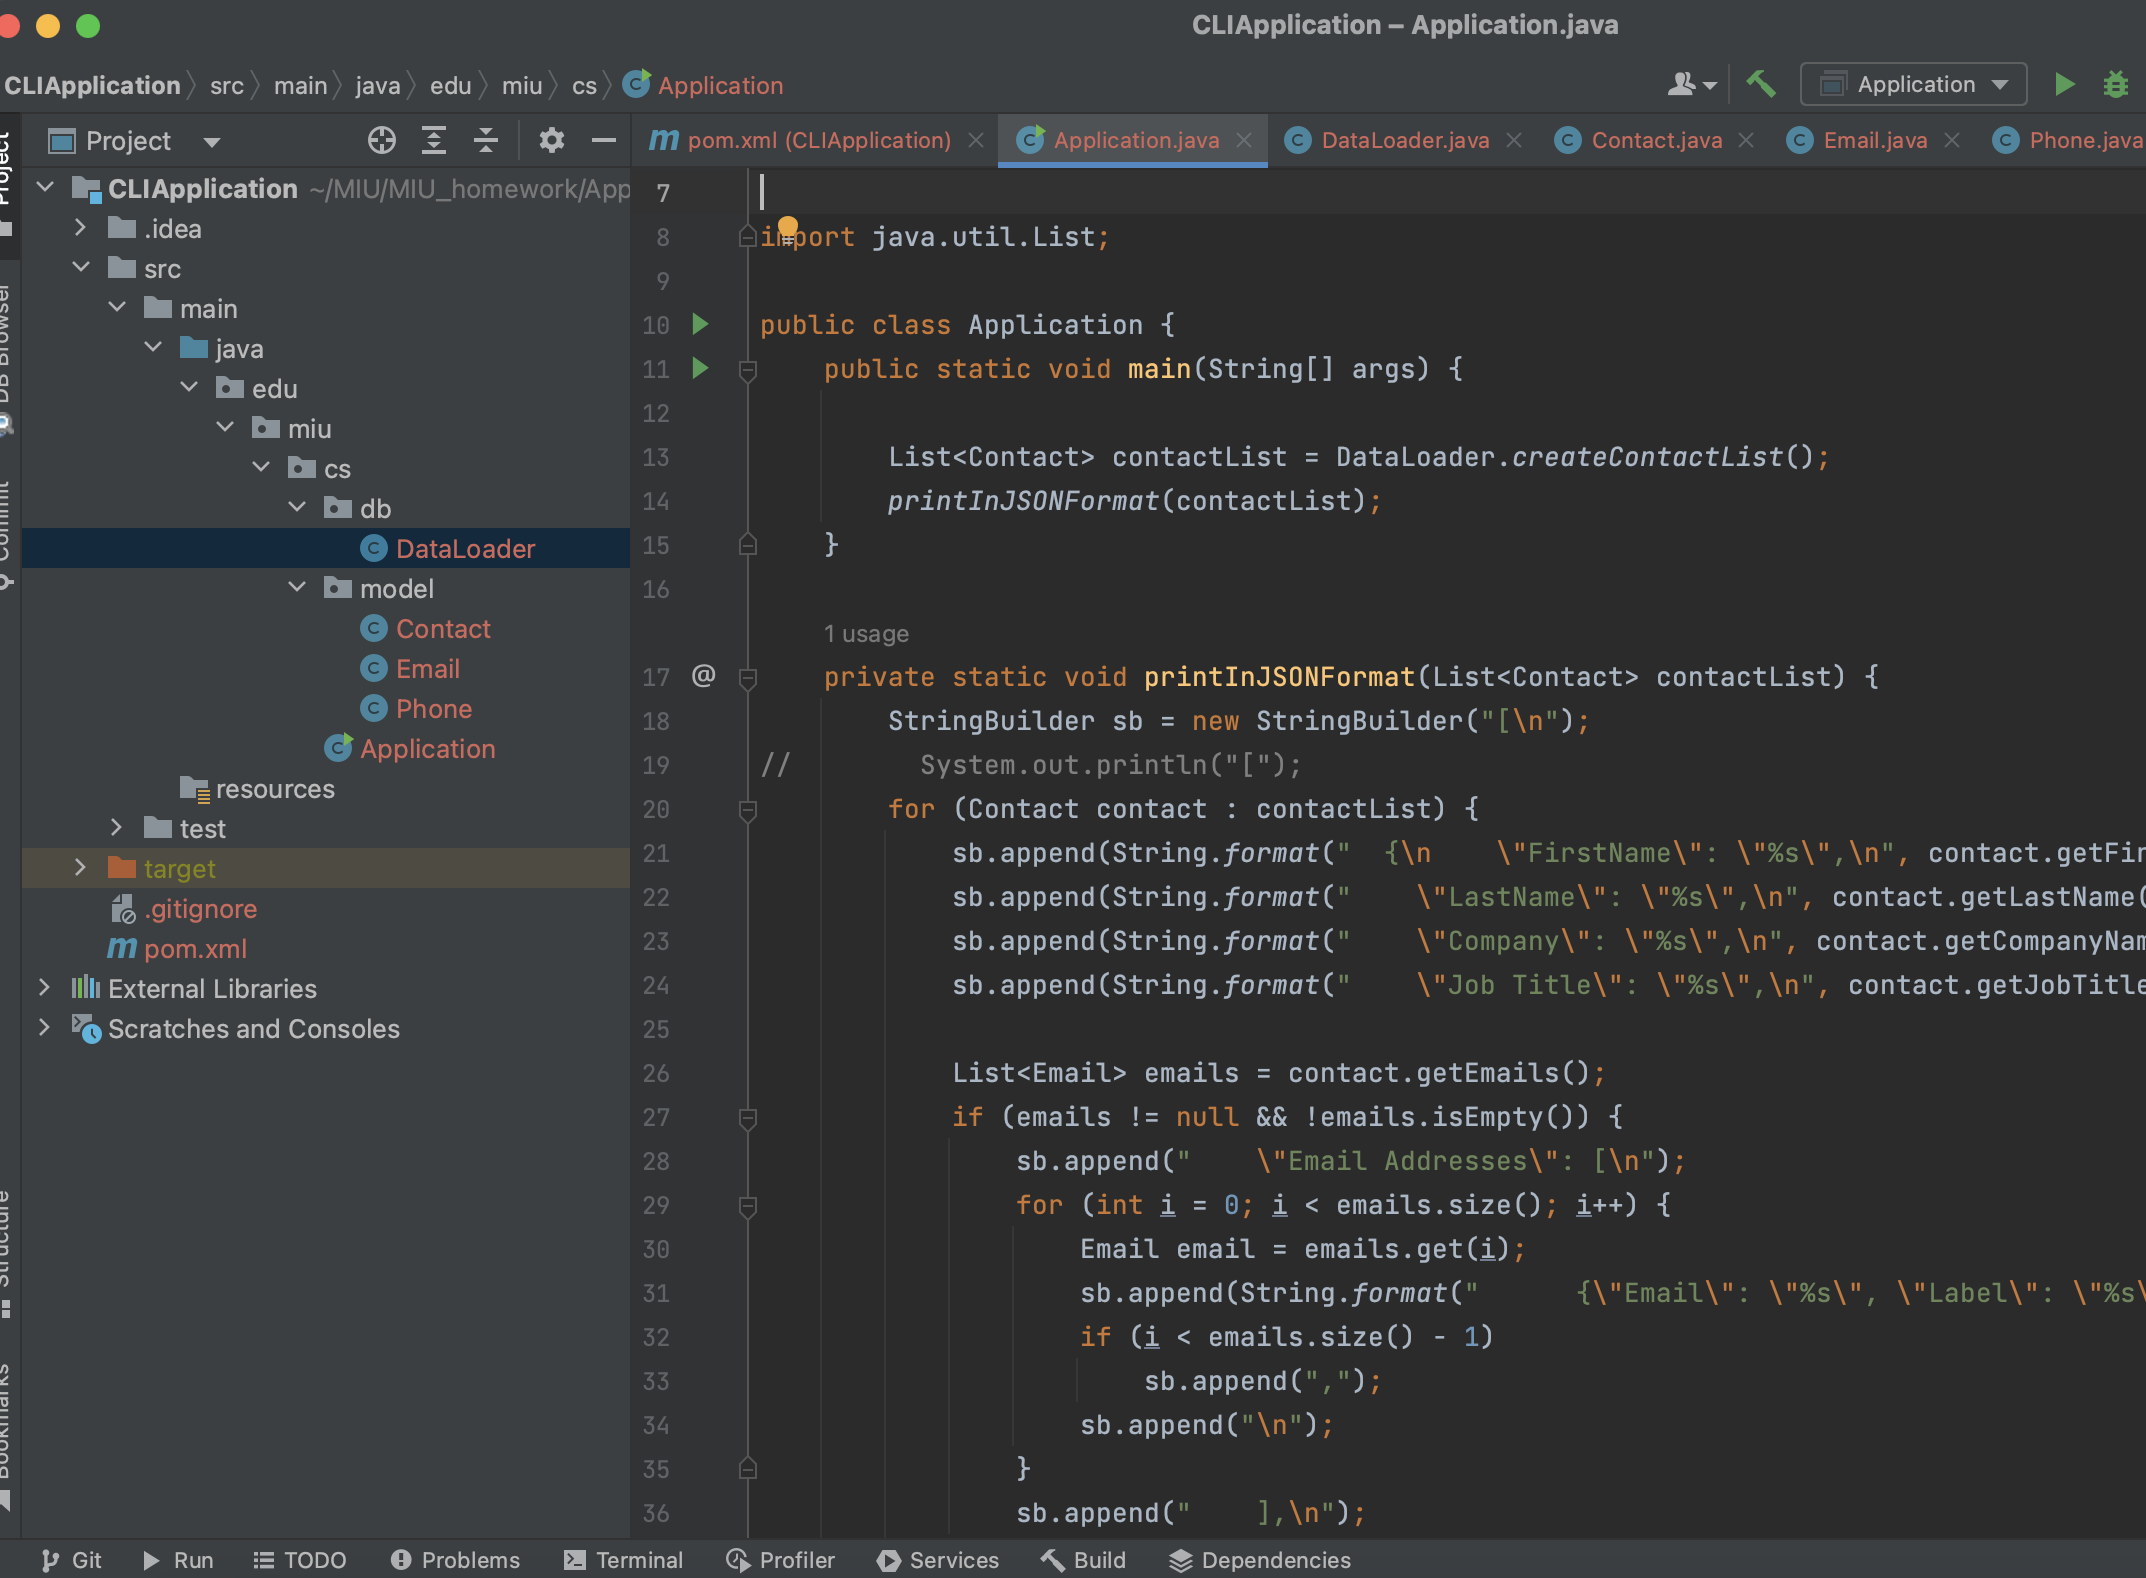 CLIApplication – Application.java
CLIApplication src main java edu miu cs Application
Application
Project
pom.xml (CLIApplication) Application.java DataLoader.java Contact.java Email.java Phone.java
Project
DB Browser
Commit
Structure
Bookmarks
CLIApplication ~/MIU/MIU_homework/App
.idea
src
main
java
edu
miu
cs
db
DataLoader
model
Contact
Email
Phone
Application
resources
test
target
.gitignore
pom.xml
External Libraries
Scratches and Consoles
7
8 import java.util.List;
9
10 public class Application {
11 public static void main(String[] args) {
12
13 List<Contact> contactList = DataLoader.createContactList();
14 printInJSONFormat(contactList);
15 }
16
1 usage
17 @ private static void printInJSONFormat(List<Contact> contactList) {
18 StringBuilder sb = new StringBuilder("[\n");
19 // System.out.println("[");
20 for (Contact contact : contactList) {
21 sb.append(String.format("  {\n    \"FirstName\": \"%s\",\n", contact.getFir
22 sb.append(String.format("    \"LastName\": \"%s\",\n", contact.getLastName(
23 sb.append(String.format("    \"Company\": \"%s\",\n", contact.getCompanyNam
24 sb.append(String.format("    \"Job Title\": \"%s\",\n", contact.getJobTitle
25
26 List<Email> emails = contact.getEmails();
27 if (emails != null && !emails.isEmpty()) {
28 sb.append("    \"Email Addresses\": [\n");
29 for (int i = 0; i < emails.size(); i++) {
30 Email email = emails.get(i);
31 sb.append(String.format("      {\"Email\": \"%s\", \"Label\": \"%s\
32 if (i < emails.size() - 1)
33 sb.append(",");
34 sb.append("\n");
35 }
36 sb.append("    ],\n");
Git Run TODO Problems Terminal Profiler Services Build Dependencies